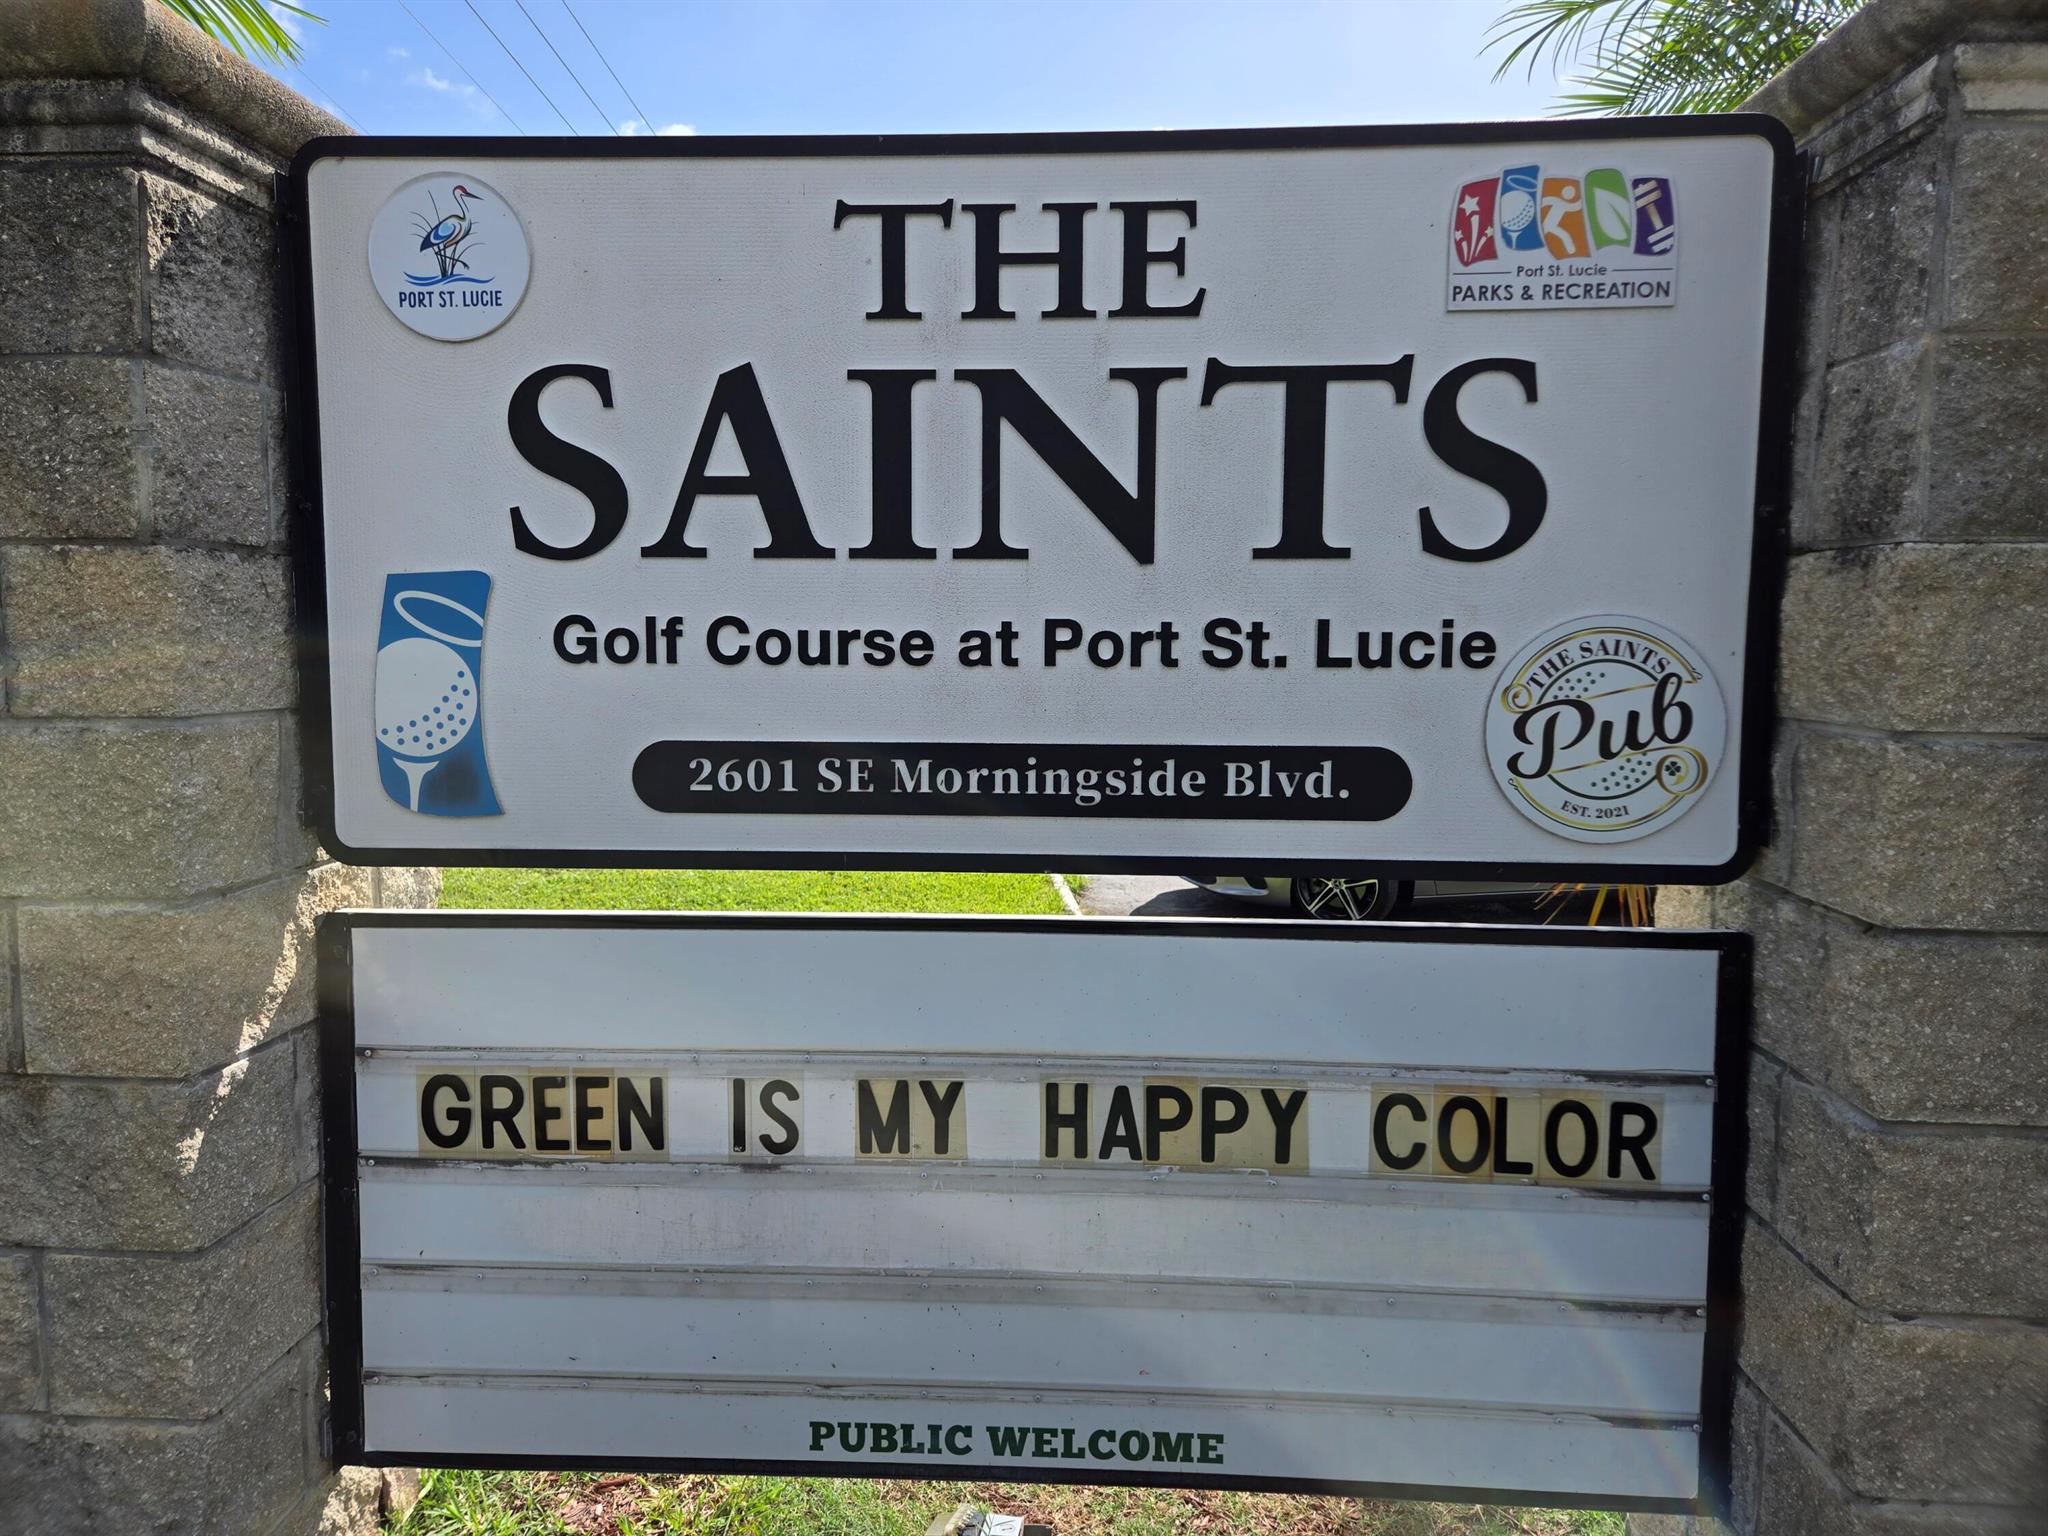 THE
SAINTS
PORT ST. LUCIE
Port St. Lucie
PARKS & RECREATION
Golf Course at Port St. Lucie
THE SAINTS
Pub
EST. 2021
2601 SE Morningside Blvd.
GREEN IS MY HAPPY COLOR
PUBLIC WELCOME